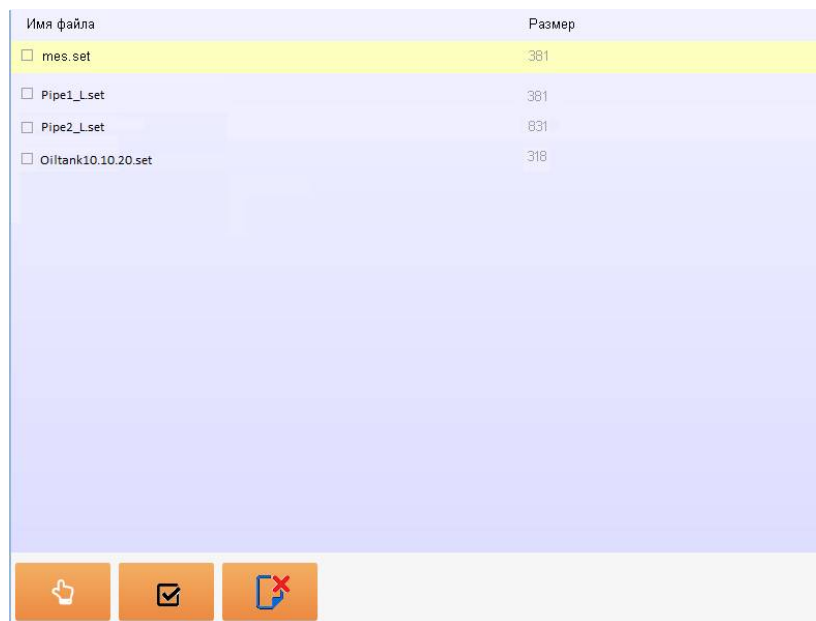 Имя файла Размер
mes.set 381
Pipe1_L.set 381
Pipe2_L.set 831
Oiltank10.10.20.set 318